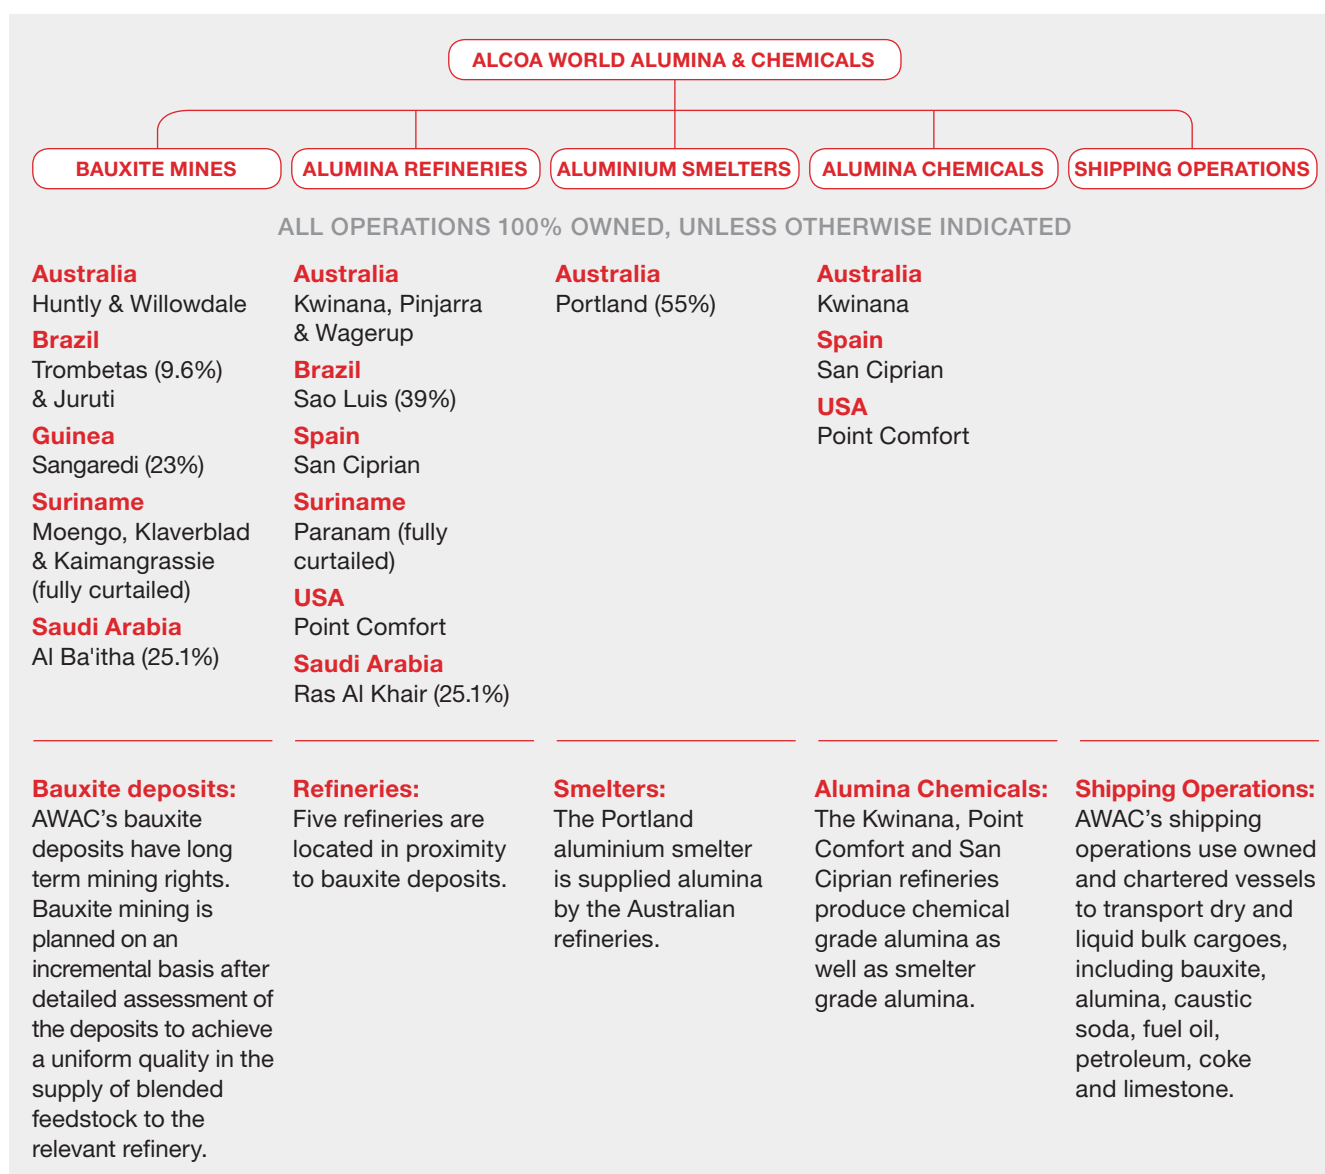 ALCOA WORLD ALUMINA & CHEMICALS
BAUXITE MINES
ALUMINA REFINERIES
ALUMINIUM SMELTERS
ALUMINA CHEMICALS
SHIPPING OPERATIONS
ALL OPERATIONS 100% OWNED, UNLESS OTHERWISE INDICATED
Australia
Huntly & Willowdale
Brazil
Trombetas (9.6%)
& Juruti
Guinea
Sangaredi (23%)
Suriname
Moengo, Klaverblad
& Kaimangrassie
(fully curtailed)
Saudi Arabia
Al Ba'itha (25.1%)
Australia
Kwinana, Pinjarra
& Wagerup
Brazil
Sao Luis (39%)
Spain
San Ciprian
Suriname
Paranam (fully
curtailed)
USA
Point Comfort
Saudi Arabia
Ras Al Khair (25.1%)
Australia
Portland (55%)
Australia
Kwinana
Spain
San Ciprian
USA
Point Comfort
Bauxite deposits:
AWAC’s bauxite
deposits have long
term mining rights.
Bauxite mining is
planned on an
incremental basis after
detailed assessment of
the deposits to achieve
a uniform quality in the
supply of blended
feedstock to the
relevant refinery.
Refineries:
Five refineries are
located in proximity
to bauxite deposits.
Smelters:
The Portland
aluminium smelter
is supplied alumina
by the Australian
refineries.
Alumina Chemicals:
The Kwinana, Point
Comfort and San
Ciprian refineries
produce chemical
grade alumina as
well as smelter
grade alumina.
Shipping Operations:
AWAC’s shipping
operations use owned
and chartered vessels
to transport dry and
liquid bulk cargoes,
including bauxite,
alumina, caustic
soda, fuel oil,
petroleum, coke
and limestone.